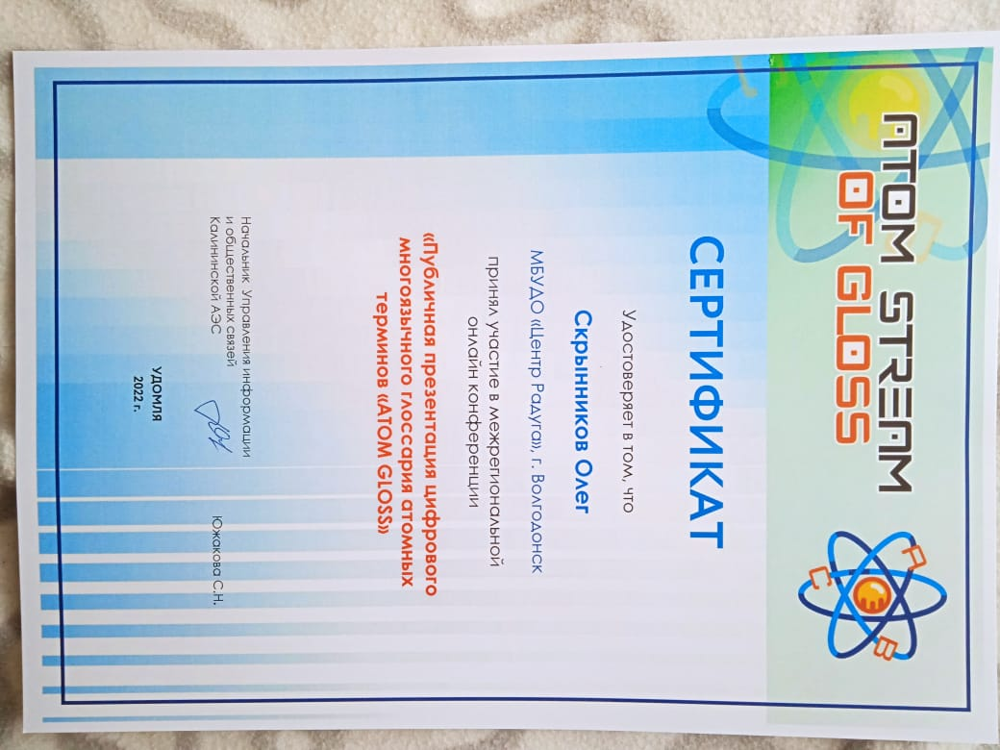 ATOM STREAM
OF GLOSS
A
B
C
СЕРТИФИКАТ
Удостоверяет в том, что
Скрынников Олег
МБУДО «Центр Радуга», г. Волгодонск
принял участие в межрегиональной
онлайн конференции
«Публичная презентация цифрового
многоязычного глоссария атомных
терминов «ATOM GLOSS»
Начальник Управления информации
и общественных связей
Калининской АЭС
Южакова С.Н.
УДОМЛЯ
2022 г.